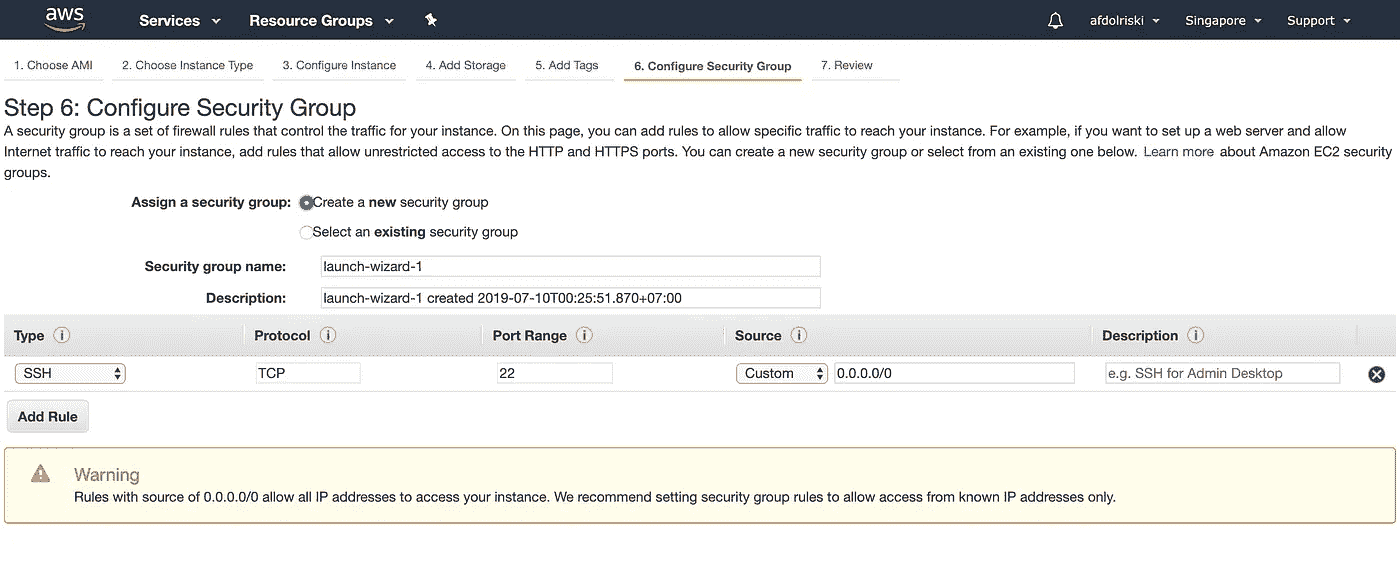 aws Services Resource Groups afdolriski Singapore Support
1. Choose AMI 2. Choose Instance Type 3. Configure Instance 4. Add Storage 5. Add Tags 6. Configure Security Group 7. Review
Step 6: Configure Security Group
A security group is a set of firewall rules that control the traffic for your instance. On this page, you can add rules to allow specific traffic to reach your instance. For example, if you want to set up a web server and allow
Internet traffic to reach your instance, add rules that allow unrestricted access to the HTTP and HTTPS ports. You can create a new security group or select from an existing one below. Learn more about Amazon EC2 security
groups.
Assign a security group: Create a new security group
Select an existing security group
Security group name: launch-wizard-1
Description: launch-wizard-1 created 2019-07-10T00:25:51.870+07:00
Type i Protocol i Port Range i Source i Description i
SSH TCP 22 Custom 0.0.0.0/0 e.g. SSH for Admin Desktop
Add Rule
Warning
Rules with source of 0.0.0.0/0 allow all IP addresses to access your instance. We recommend setting security group rules to allow access from known IP addresses only.